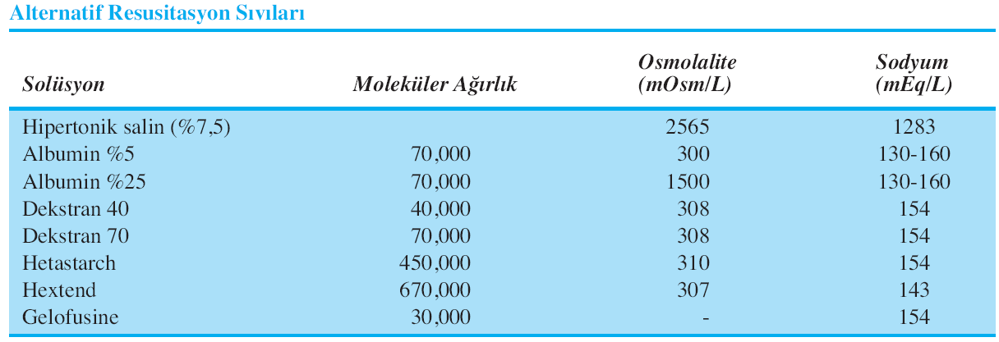 Alternatif Resusitasyon Sıvıları
Osmolalite Sodyum
Solüsyon Moleküler Ağırlık (mOsm/L) (mEq/L)
Hipertonik salin (%7,5) 2565 1283
Albumin %5 70,000 300 130-160
Albumin %25 70,000 1500 130-160
Dekstran 40 40,000 308 154
Dekstran 70 70,000 308 154
Hetastarch 450,000 310 154
Hextend 670,000 307 143
Gelofusine 30,000 - 154